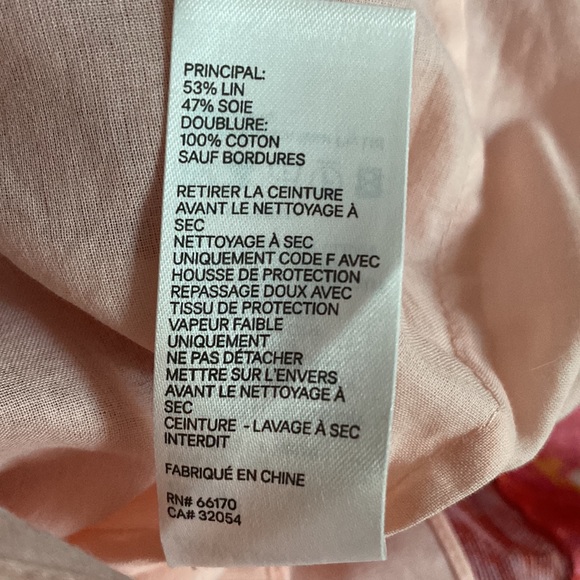 PRINCIPAL:
53% LIN
47% SOIE
DOUBLURE:
100% COTON
SAUF BORDURES
RETIRER LA CEINTURE
AVANT LE NETTOYAGE À
SEC
NETTOYAGE À SEC
UNIQUEMENT CODE F AVEC
HOUSSE DE PROTECTION
REPASSAGE DOUX AVEC
TISSU DE PROTECTION
VAPEUR FAIBLE
UNIQUEMENT
NE PAS DÉTACHER
METTRE SUR L'ENVERS
AVANT LE NETTOYAGE À
SEC
CEINTURE - LAVAGE À SEC
INTERDIT
FABRIQUÉ EN CHINE
RN# 66170
CA# 32054